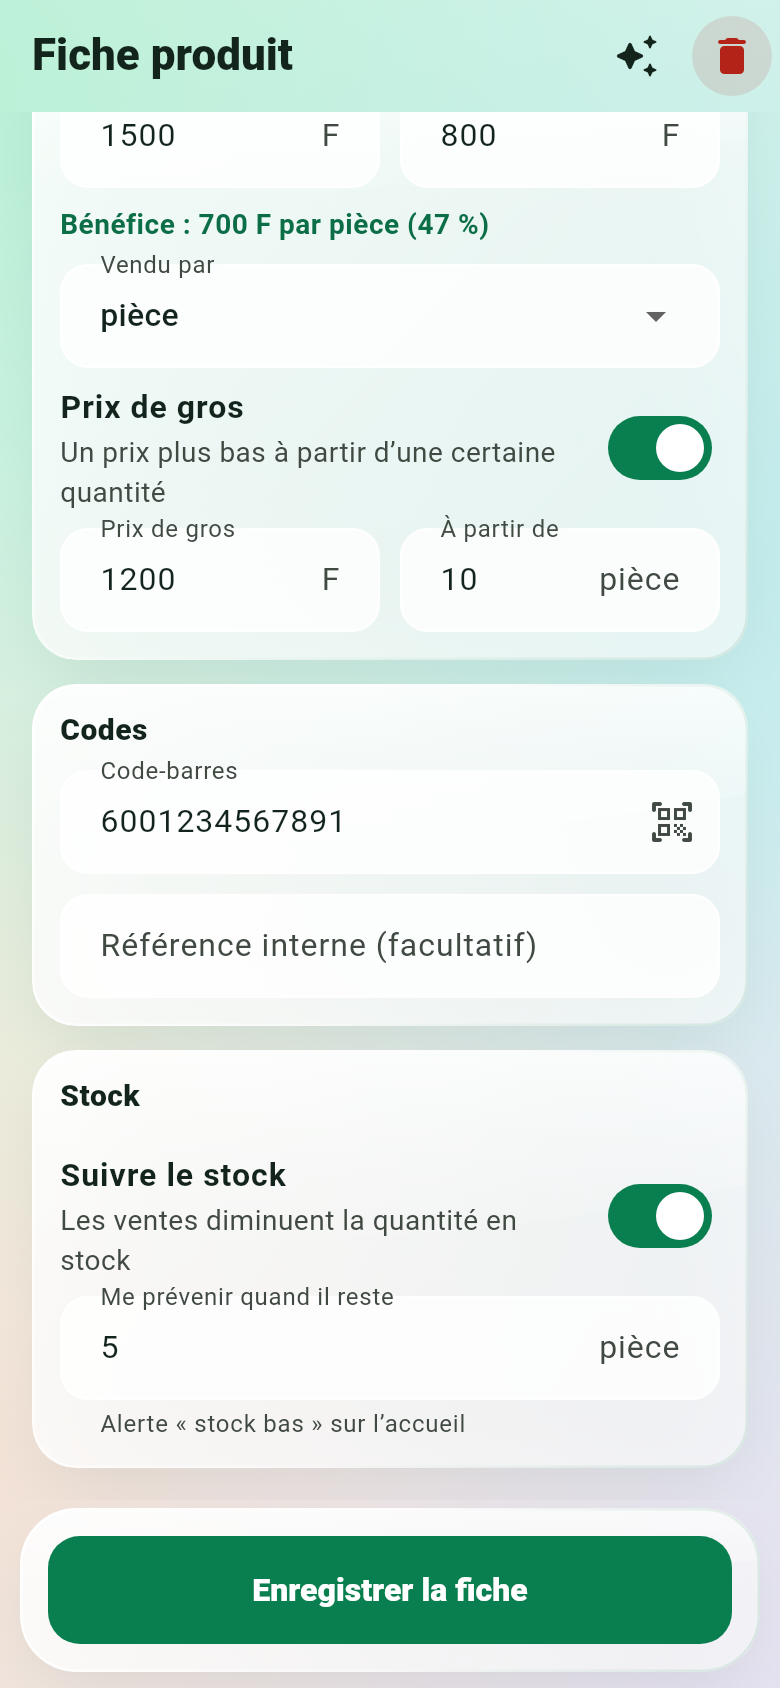 Fiche produit
1500 F 800 F
Bénéfice : 700 F par pièce (47 %)
Vendu par
pièce
Prix de gros
Un prix plus bas à partir d’une certaine
quantité
Prix de gros À partir de
1200 F 10 pièce
Codes
Code-barres
6001234567891
Référence interne (facultatif)
Stock
Suivre le stock
Les ventes diminuent la quantité en
stock
Me prévenir quand il reste
5 pièce
Alerte « stock bas » sur l’accueil
Enregistrer la fiche